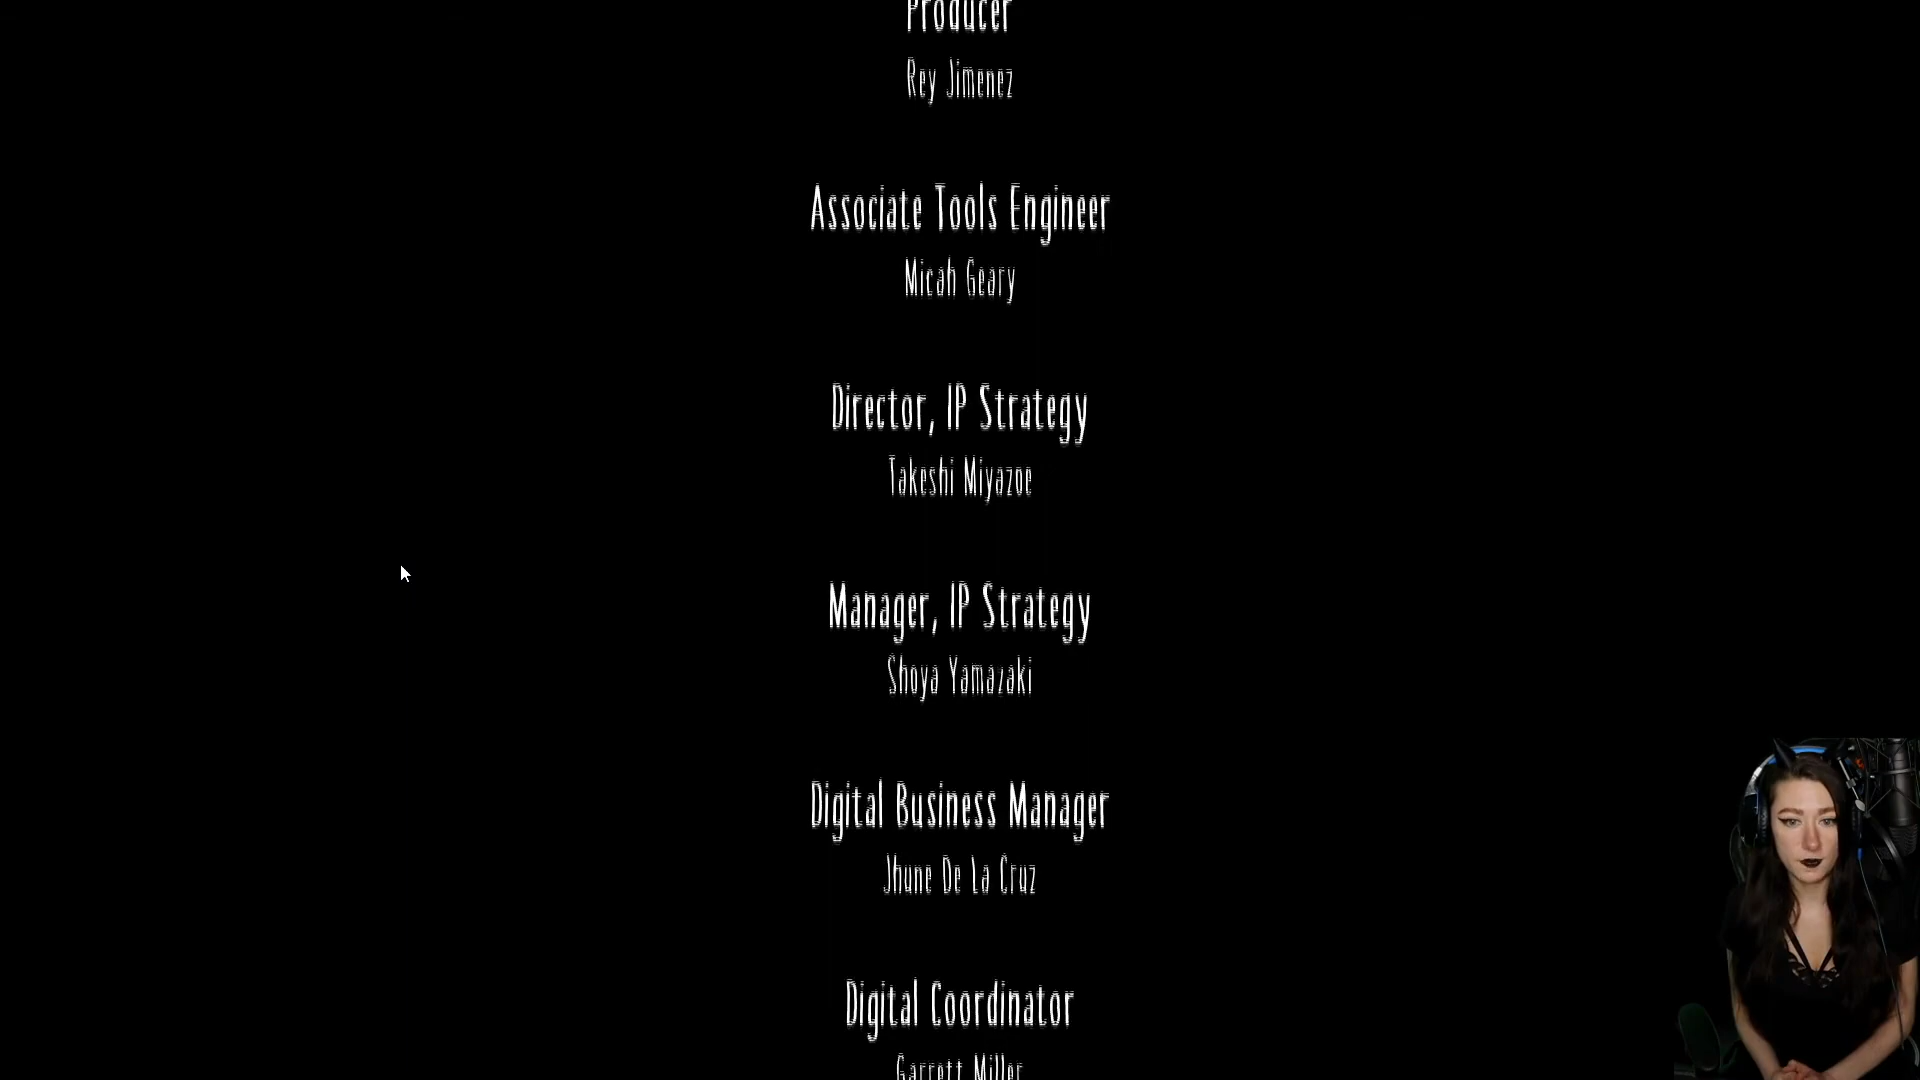 Producer
Rey Jimenez
Associate Tools Engineer
Micah Geary
Director, IP Strategy
Takeshi Miyazoe
Manager, IP Strategy
Shoya Yamazaki
Digital Business Manager
Jhune De La Cruz
Digital Coordinator
Garrett Miller